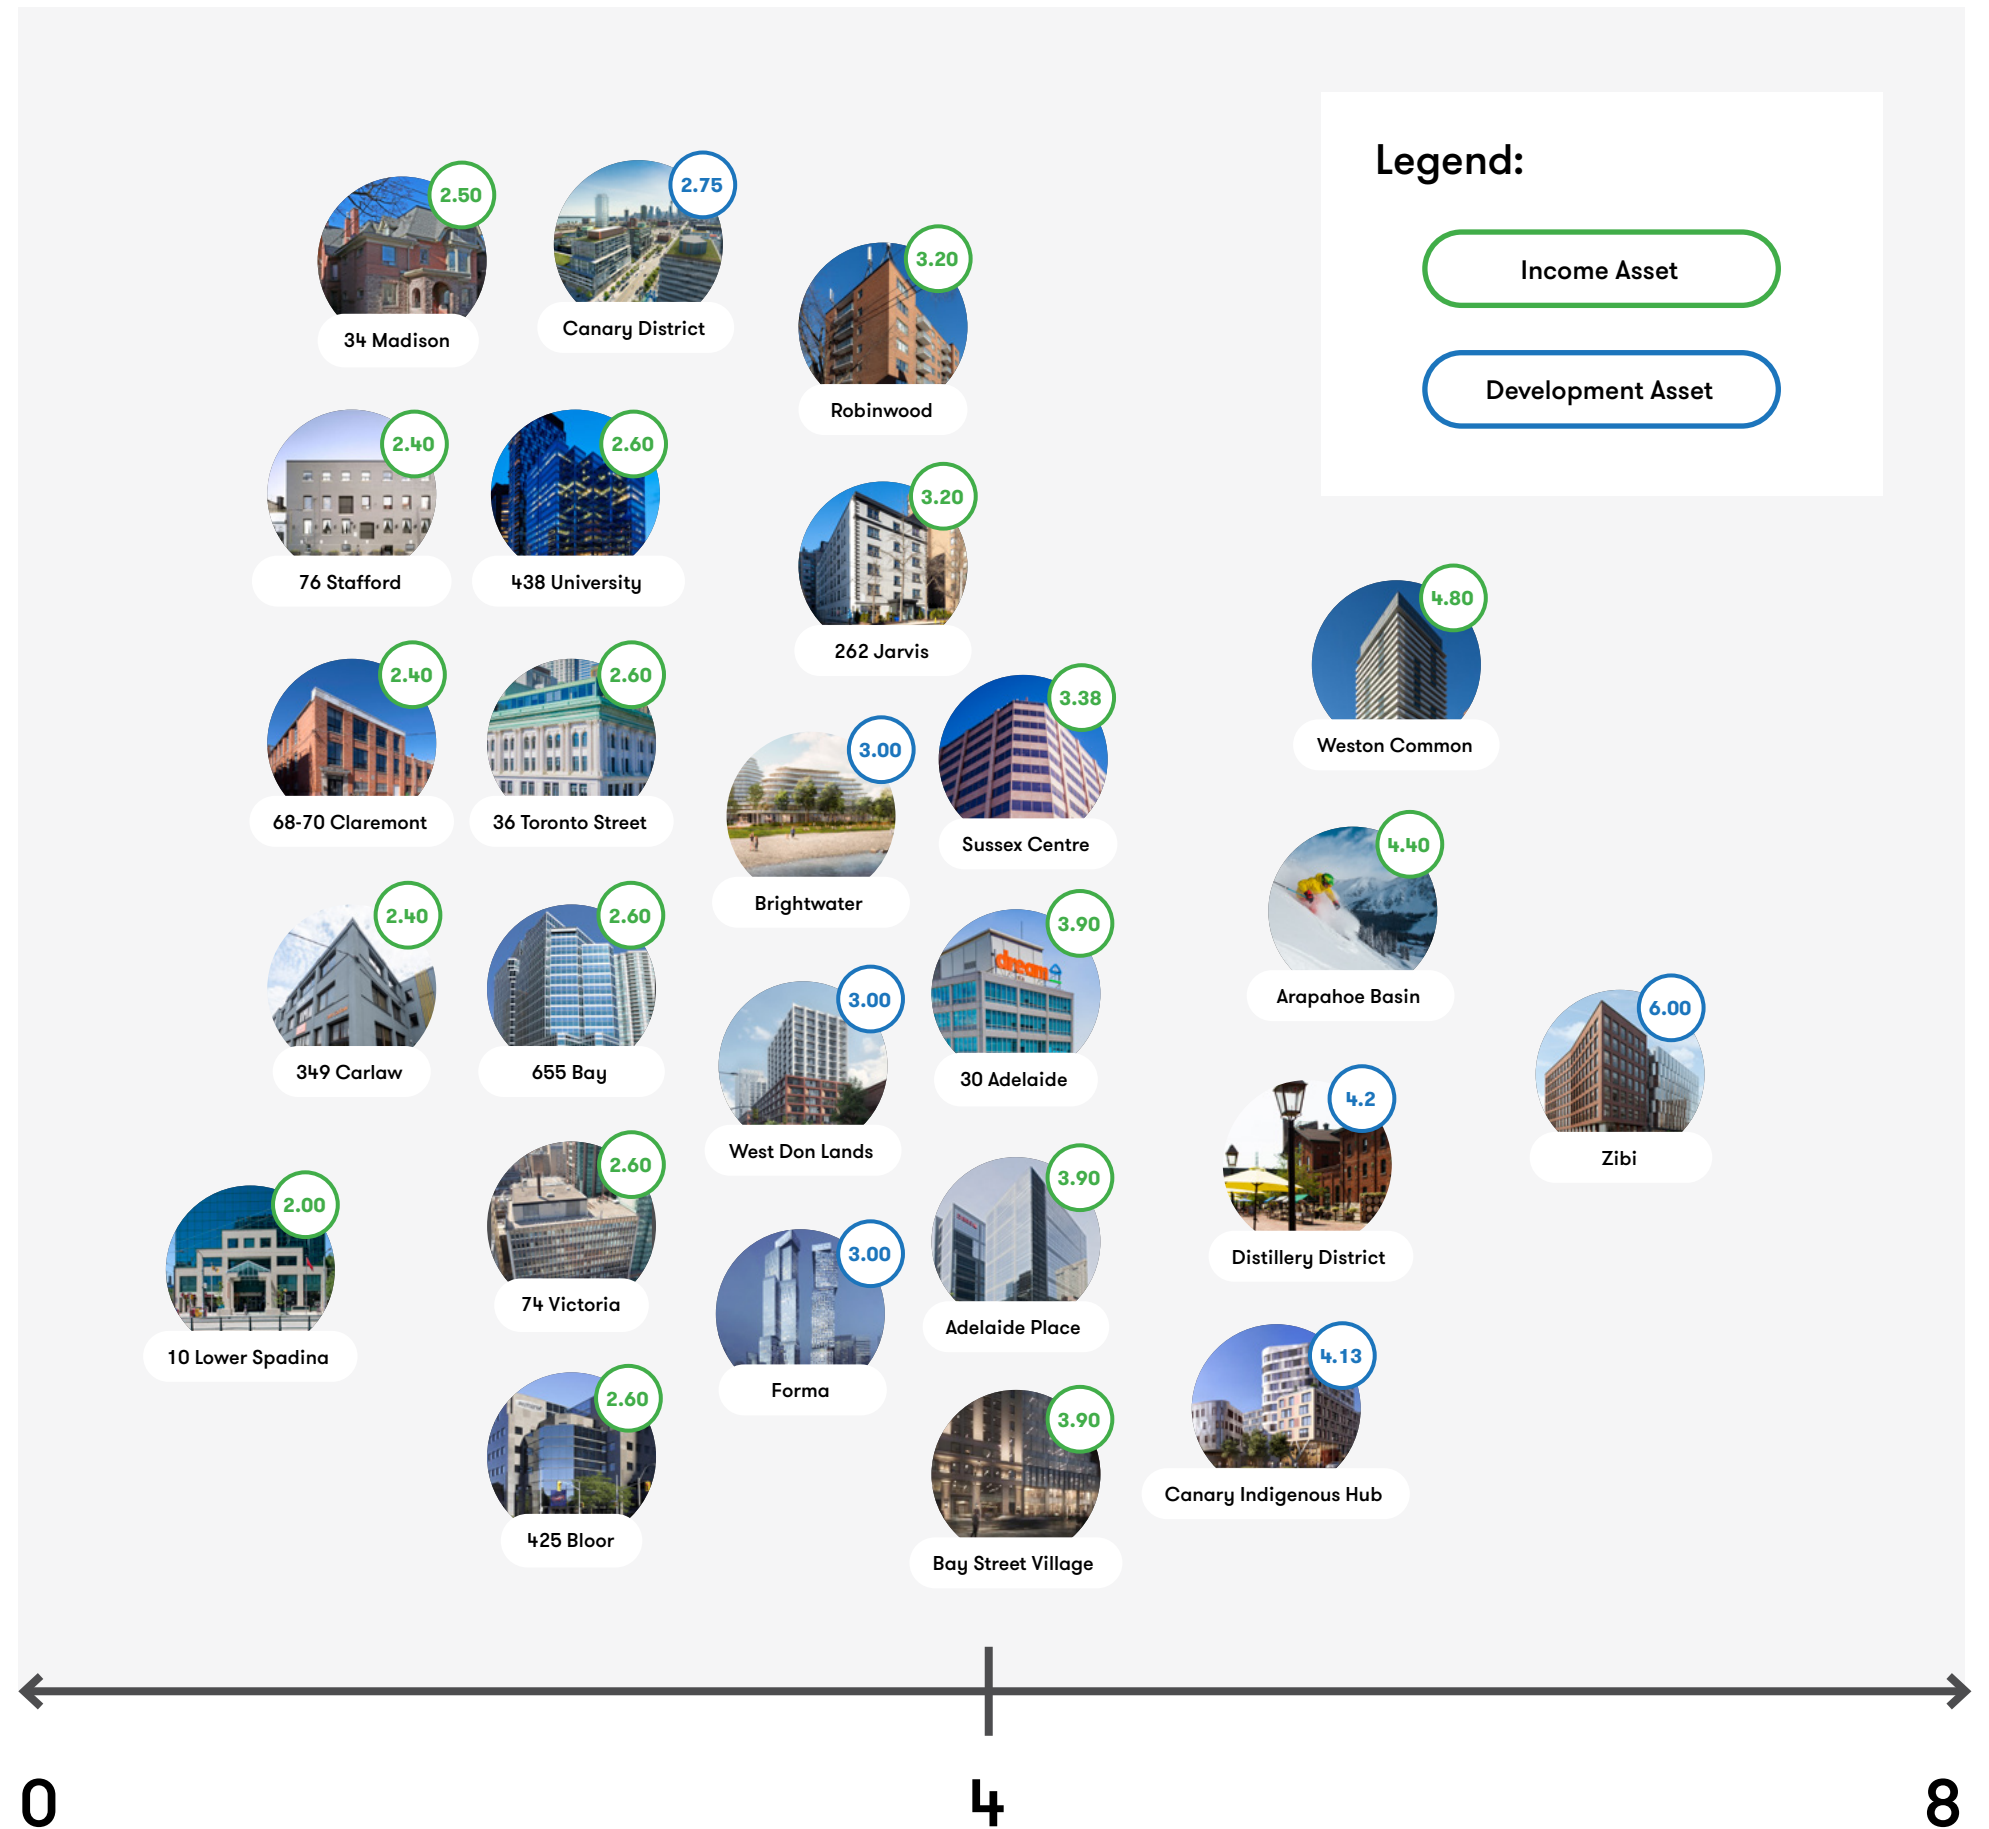 Legend:
Income Asset
Development Asset
2.50
34 Madison
2.75
Canary District
3.20
Robinwood
2.40
76 Stafford
2.60
438 University
3.20
262 Jarvis
4.80
Weston Common
2.40
68-70 Claremont
2.60
36 Toronto Street
3.00
Brightwater
3.38
Sussex Centre
4.40
Arapahoe Basin
2.40
349 Carlaw
2.60
655 Bay
3.00
West Don Lands
3.90
dream
30 Adelaide
4.2
Distillery District
6.00
Zibi
2.00
10 Lower Spadina
2.60
74 Victoria
3.00
Forma
3.90
Adelaide Place
4.13
Canary Indigenous Hub
2.60
425 Bloor
3.90
Bay Street Village
0
4
8